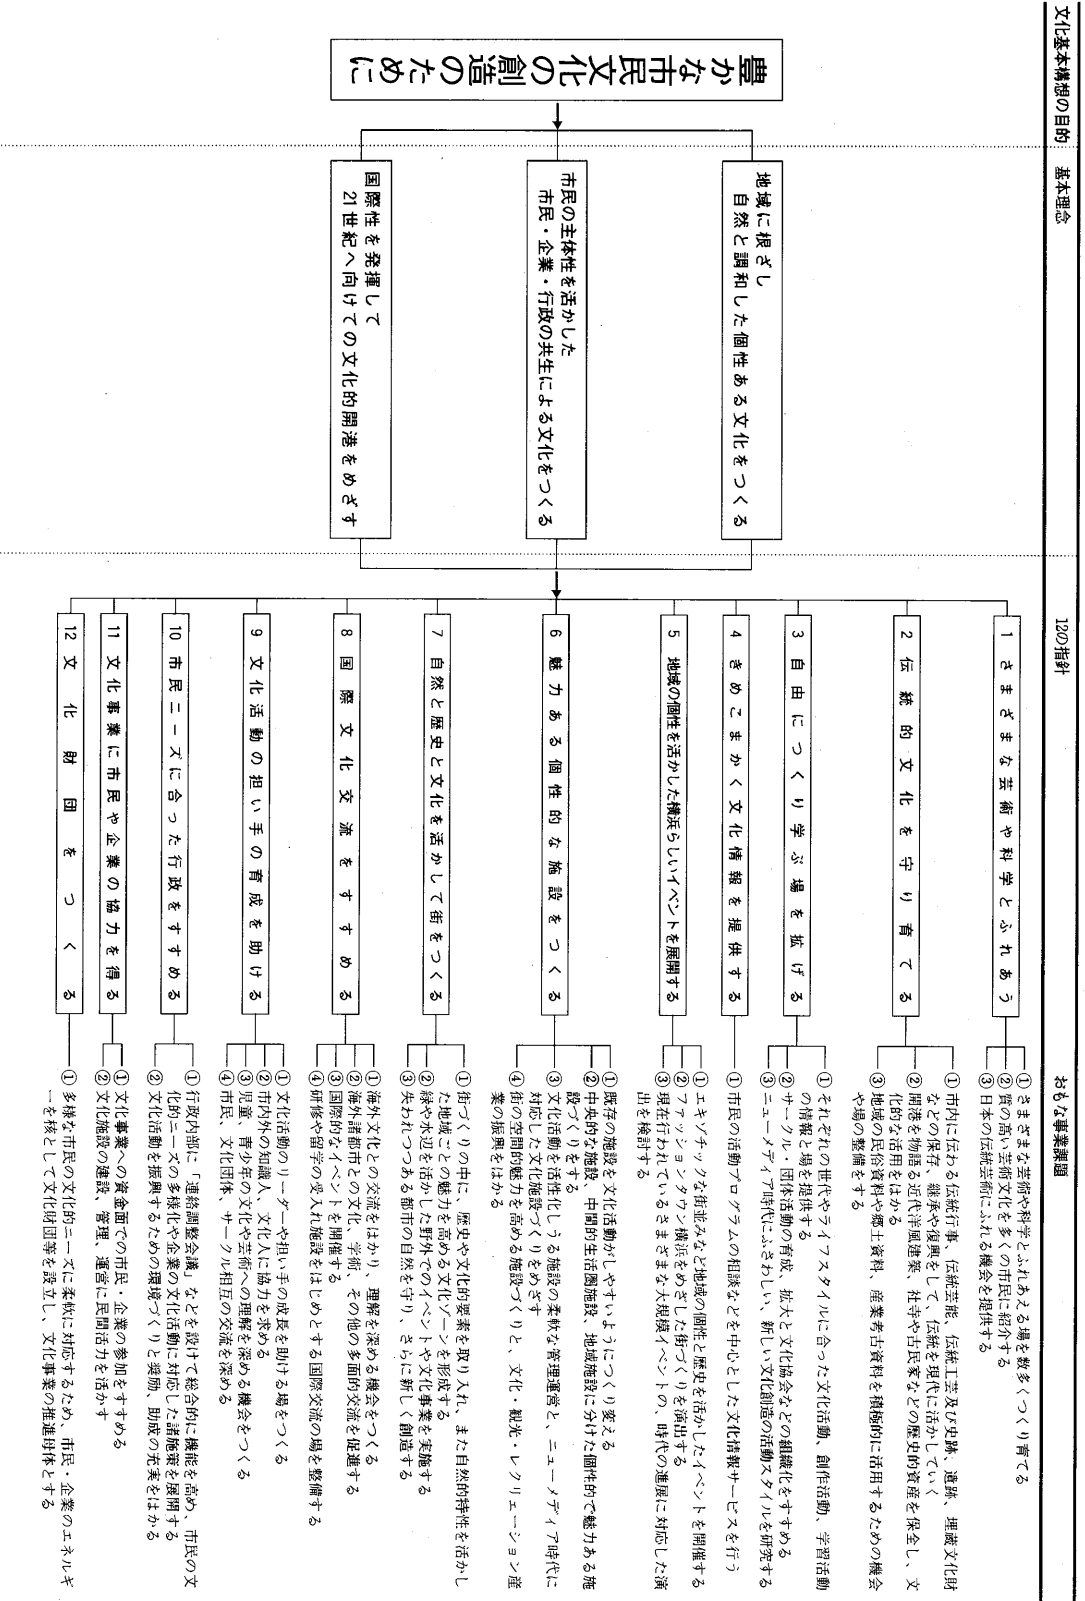 文化基本構想の目的
基本理念
12の指針
おもな事業課題
豊かな市民文化の創造のために
地域に根ざし
自然と調和した個性ある文化をつくる
市民の主体性を活かした
市民・企業・行政の共生による文化をつくる
国際性を発揮して
21世紀へ向けての文化的開港をめざす
1 さまざまな芸術や科学とふれあう
①さまざまな芸術や科学とふれあえる場を数多くつくり育てる
②質の高い芸術文化を多くの市民に紹介する
③日本の伝統芸術にふれる機会を提供する
2 伝統的文化を守り育てる
①市内に伝わる伝統行事、伝統芸能、伝統工芸及び史跡、遺跡、埋蔵文化財
などの保存、継承や復興をして、伝統を現代に活かしていく
②開港を物語る近代洋風建築、社寺や古民家などの歴史的資産を保全し、文
化的な活用をはかる
③地域の民俗資料や郷土資料、産業考古資料を積極的に活用するための機会
や場の整備をする
3 自由につくり学ぶ場を拡げる
①それぞれの世代やライフスタイルに合った文化活動、創作活動、学習活動
の情報と場を提供する
②サークル・団体活動の育成、拡大と文化協会などの組織化をすすめる
③ニューメディア時代にふさわしい、新しい文化創造の活動スタイルを研究する
4 きめこまかく文化情報を提供する
①市民の活動プログラムの相談などを中心とした文化情報サービスを行う
5 地域の個性を活かした横浜らしいイベントを展開する
①エキゾチックな街並みなど地域の個性と歴史を活かしたイベントを開催する
②ファッションタウン横浜をめざした街づくりを演出する
③現在行われているさまざまな大規模イベントの、時代の進展に対応した演
出を検討する
6 魅力ある個性的な施設をつくる
①既存の施設を文化活動がしやすいようにつくり変える
②中央的な施設、中間的生活圏施設、地域施設に分けた個性的で魅力ある施
設づくりをする
③文化活動を活性化しうる施設の柔軟な管理運営と、ニューメディア時代に
対応した文化施設づくりをめざす
④街の空間的魅力を高める施設づくりと、文化・観光・レクリェーション産
業の振興をはかる
7 自然と歴史と文化を活かして街をつくる
①街づくりの中に、歴史や文化的要素を取り入れ、また自然的特性を活かし
た地域ごとの魅力を高める文化ゾーンを形成する
②緑や水辺を活かした野外でのイベントや文化事業を実施する
③失われつつある都市の自然を守り、さらに新しく創造する
8 国際文化交流をすすめる
①海外文化との交流をはかり、理解を深める機会をつくる
②海外諸都市との文化、学術、その他の多面的交流を促進する
③国際的なイベントを開催する
④研修や留学の受入れ施設をはじめとする国際交流の場を整備する
9 文化活動の担い手の育成を助ける
①文化活動のリーダーや担い手の成長を助ける場をつくる
②市内外の知識人、文化人に協力を求める
③児童、青少年の文化や芸術への理解を深める機会をつくる
④市民、文化団体、サークル相互の交流を深める
10 市民ニーズに合った行政をすすめる
①行政内部に「連絡調整会議」などを設けて総合的に機能を高め、市民の文
化的ニーズの多様化や企業の文化活動に対応した諸施策を展開する
②文化活動を振興するための環境づくりと奨励、助成の充実をはかる
11 文化事業に市民や企業の協力を得る
①文化事業への資金面での市民・企業の参加をすすめる
②文化施設の建設、管理、運営に民間活力を活かす
12 文化財団をつくる
①多様な市民の文化的ニーズに柔軟に対応するため、市民・企業のエネルギ
ーを核として文化財団等を設立し、文化事業の推進母体とする